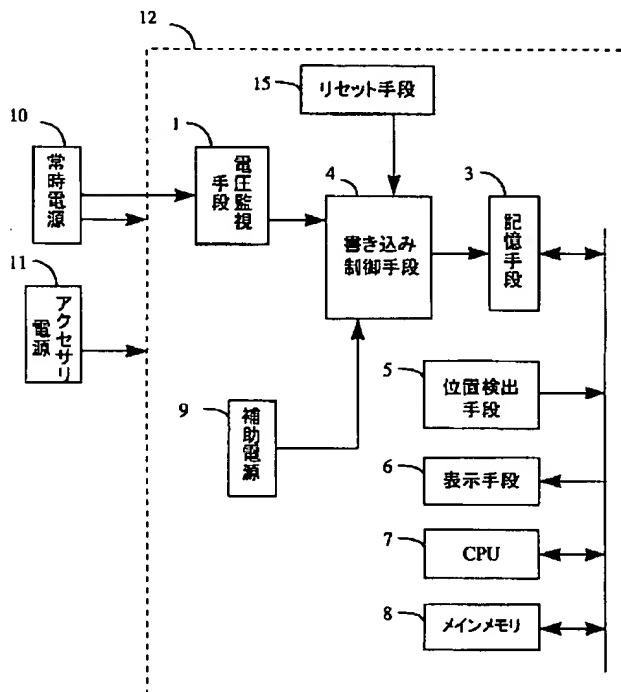 12
15
リセット手段
10
常時電源
1
電圧監視
手段
4
書き込み
制御手段
3
記憶手段
11
アクセサリ
電源
5
位置検出
手段
9
補助電源
6
表示手段
7
CPU
8
メインメモリ